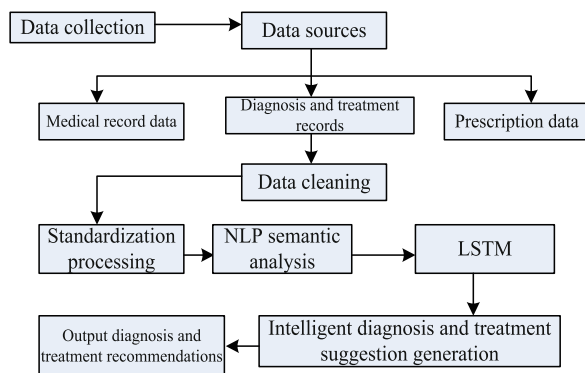 Data collection
Data sources
Medical record data
Diagnosis and treatment
records
Prescription data
Data cleaning
Standardization
processing
NLP semantic
analysis
LSTM
Intelligent diagnosis and treatment
suggestion generation
Output diagnosis and
treatment recommendations